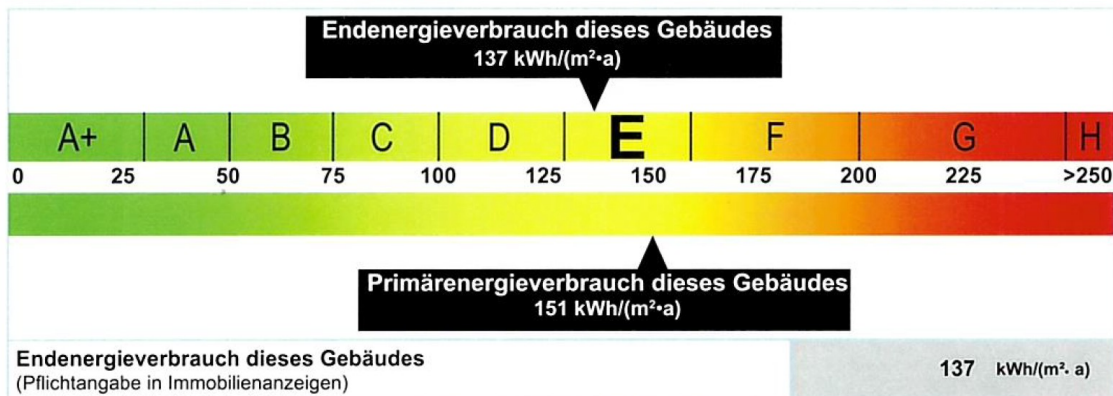 Endenergieverbrauch dieses Gebäudes
137 kWh/(m²•a)
A+ A B C D E F G H
0 25 50 75 100 125 150 175 200 225 >250
Primärenergieverbrauch dieses Gebäudes
151 kWh/(m²•a)
Endenergieverbrauch dieses Gebäudes
(Pflichtangabe in Immobilienanzeigen)
137 kWh/(m²· a)